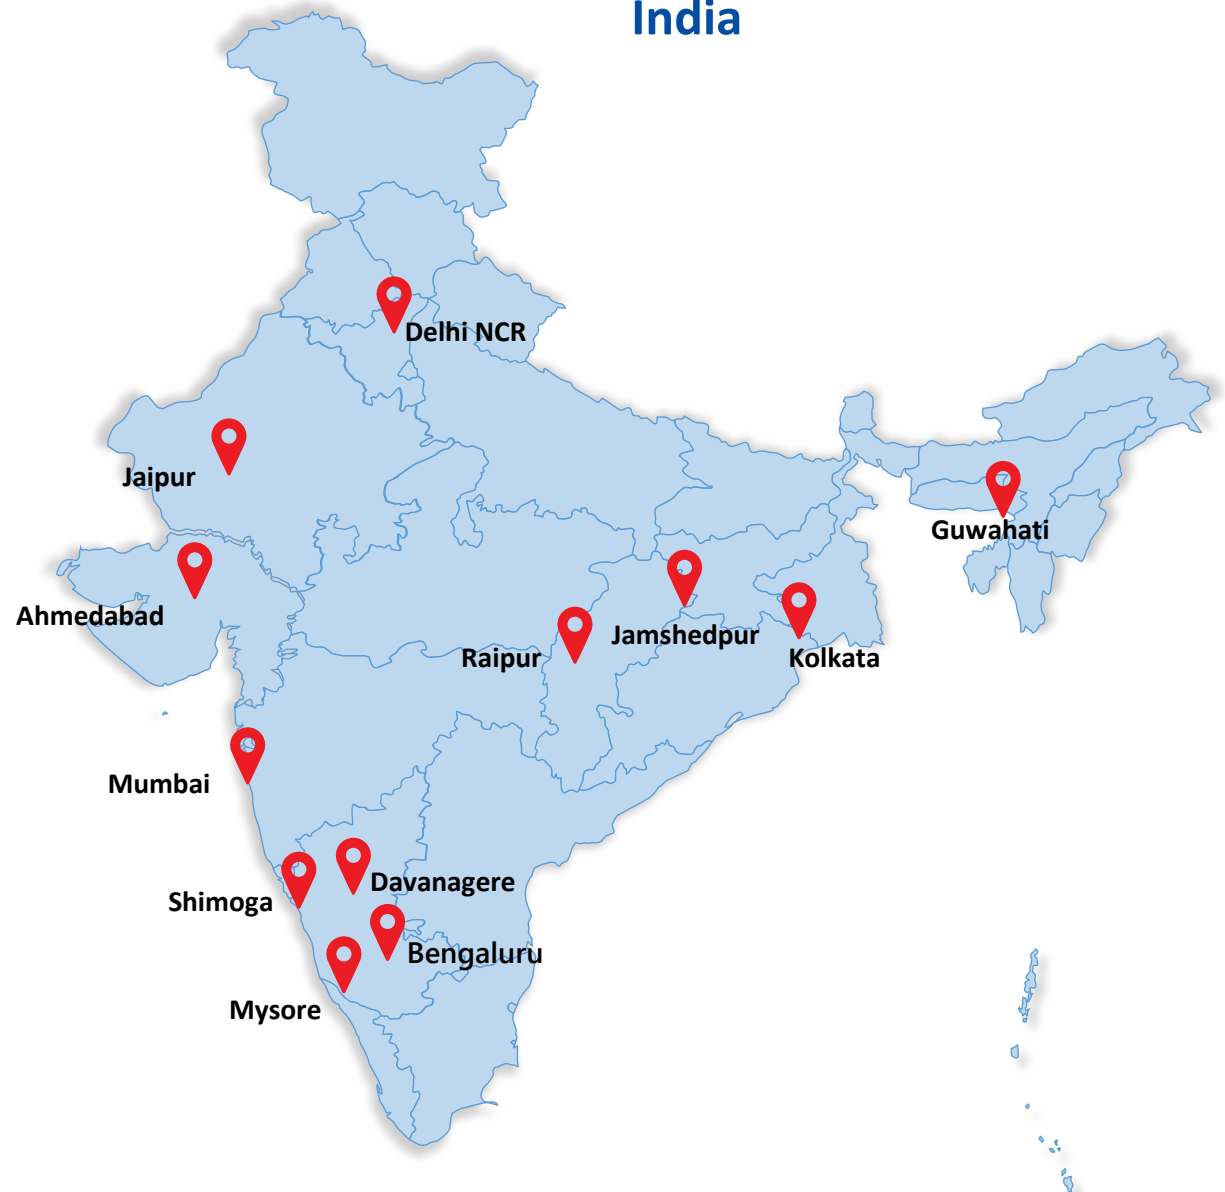 India
Delhi NCR
Jaipur
Guwahati
Ahmedabad
Jamshedpur
Raipur
Kolkata
Mumbai
Davanagere
Shimoga
Bengaluru
Mysore